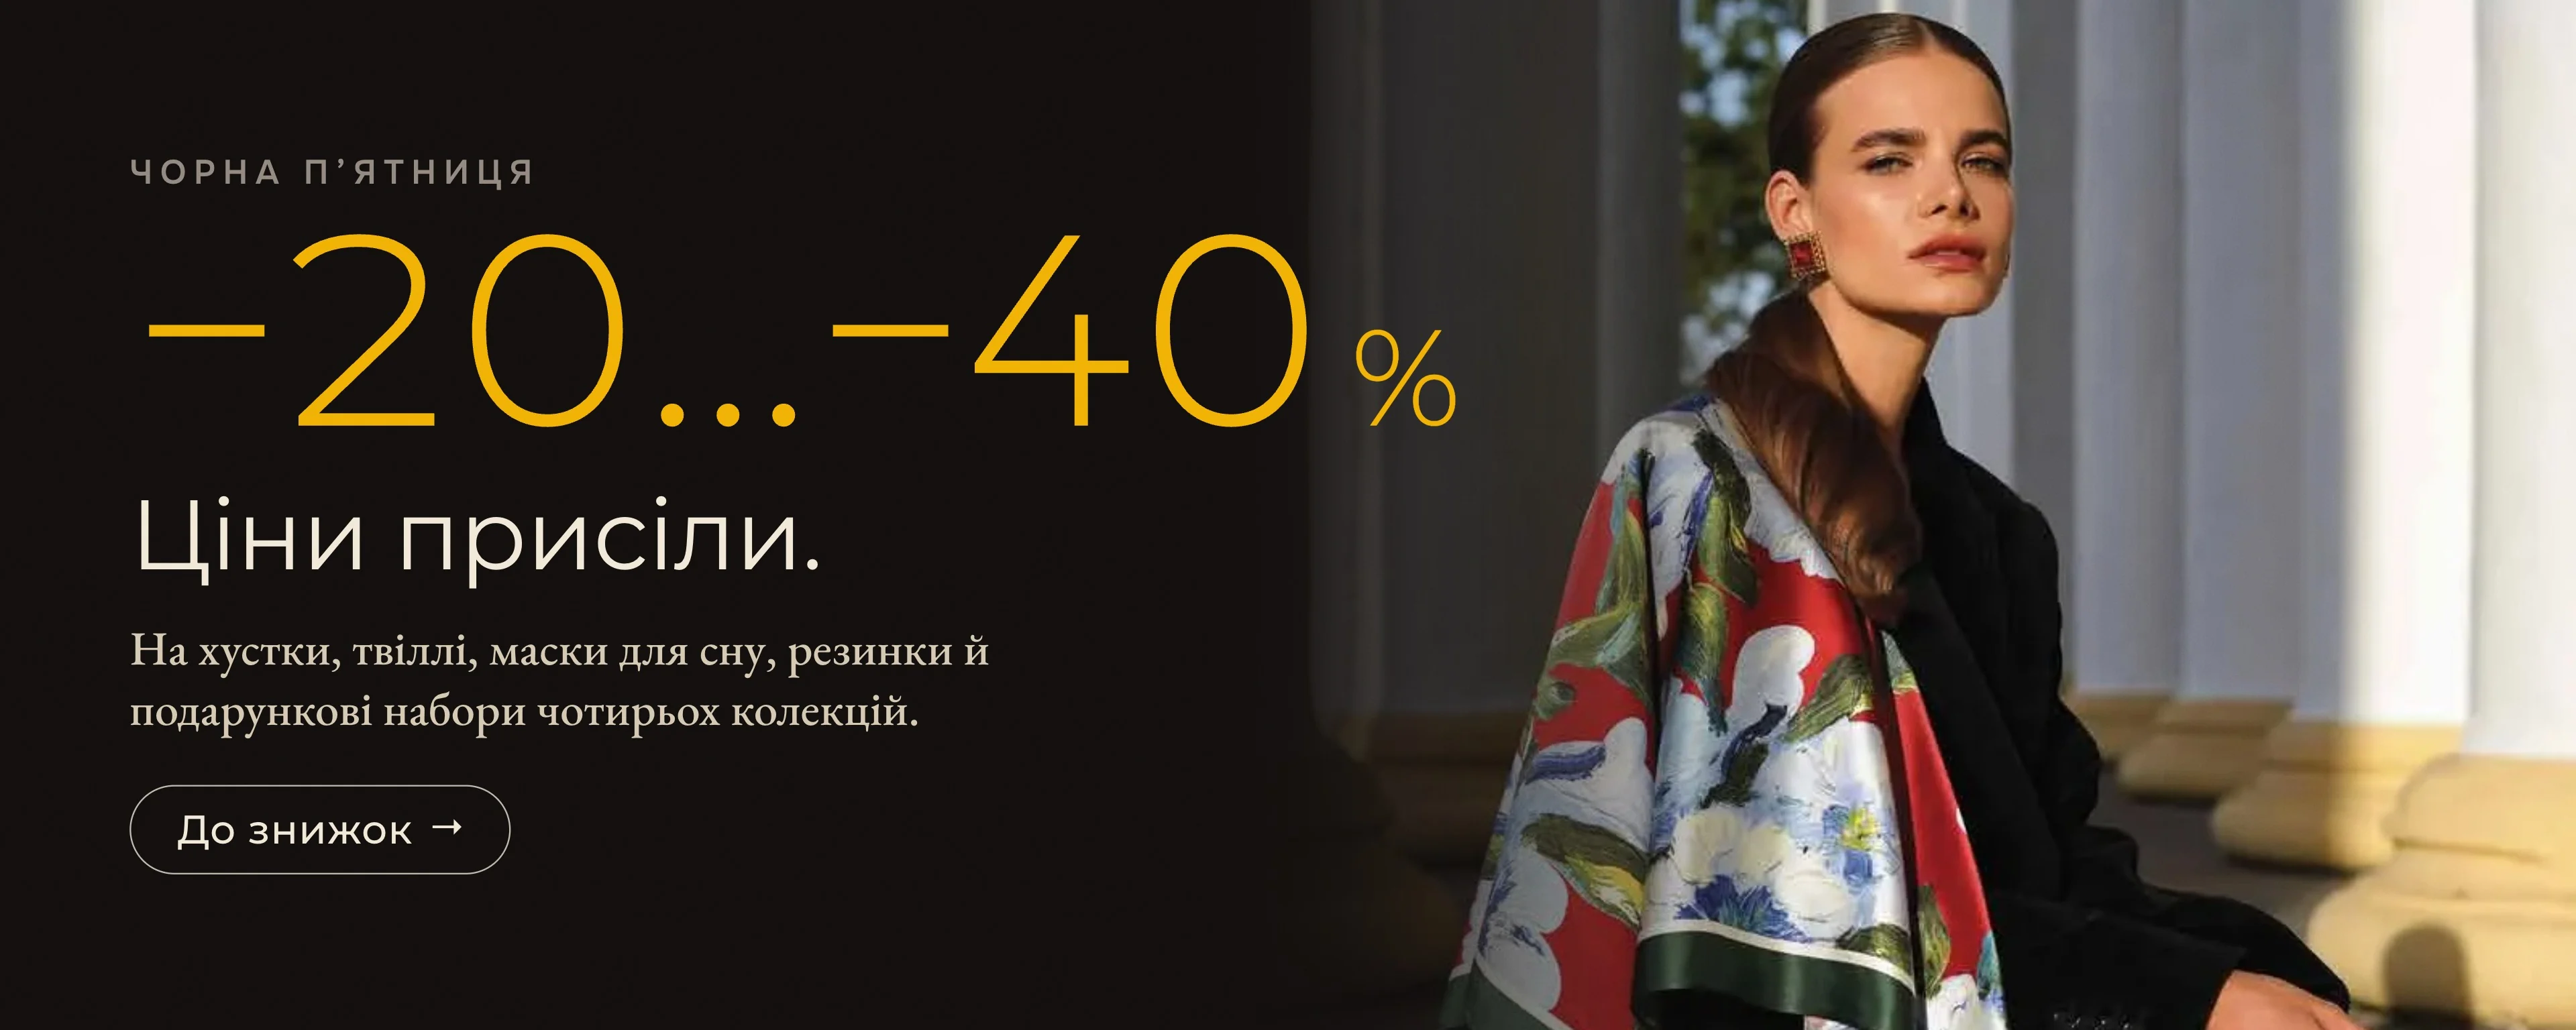 ЧОРНА П’ЯТНИЦЯ
–20...–40 %
Ціни присіли.
На хустки, твіллі, маски для сну, резинки й
подарункові набори чотирьох колекцій.
До знижок →